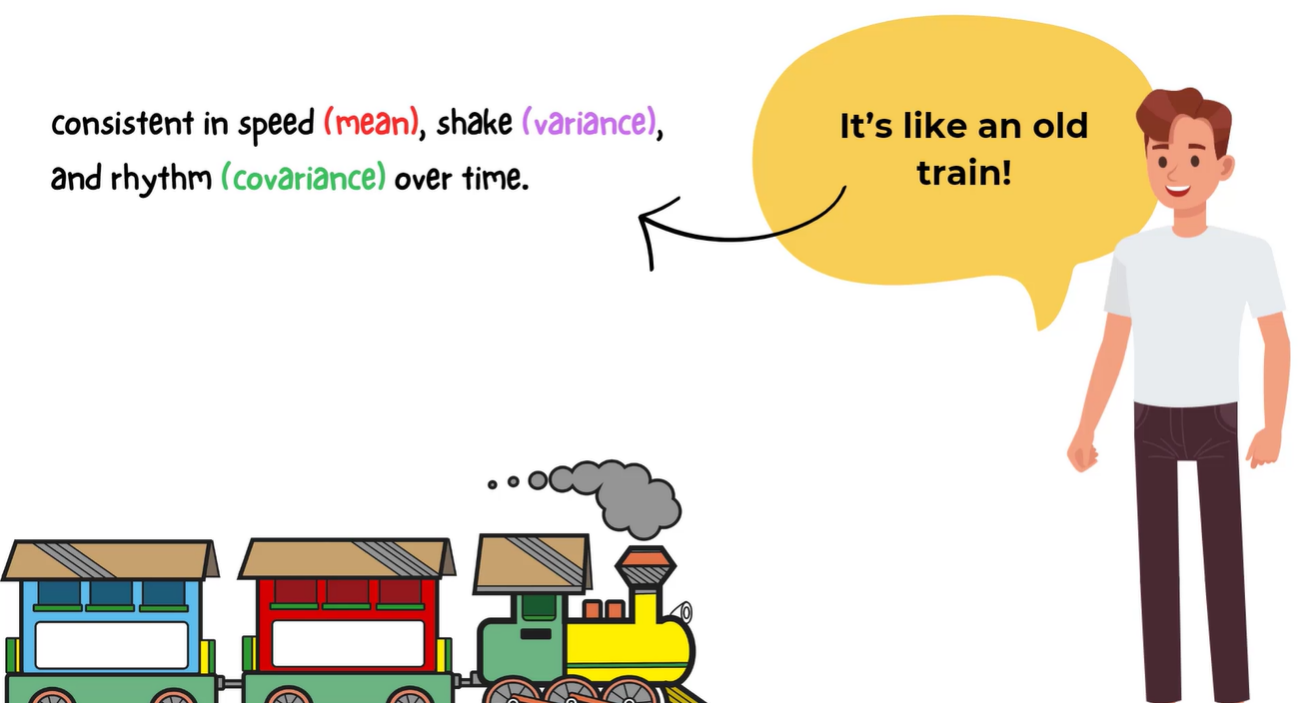 consistent in speed (mean), shake (variance),
and rhythm (covariance) over time.
It's like an old
train!